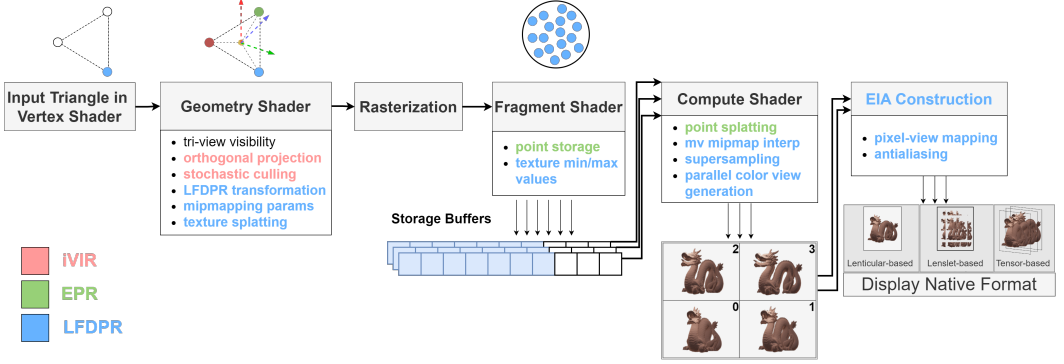 Input Triangle in
Vertex Shader
Geometry Shader
• tri-view visibility
• orthogonal projection
• stochastic culling
• LFDPR transformation
• mipmapping params
• texture splatting
Rasterization
Fragment Shader
• point storage
• texture min/max
values
Storage Buffers
Compute Shader
• point splatting
• mv mipmap interp
• supersampling
• parallel color view
generation
2
3
0
1
EIA Construction
• pixel-view mapping
• antialiasing
Lenticular-based
Lenslet-based
Tensor-based
Display Native Format
iVIR
EPR
LFDPR